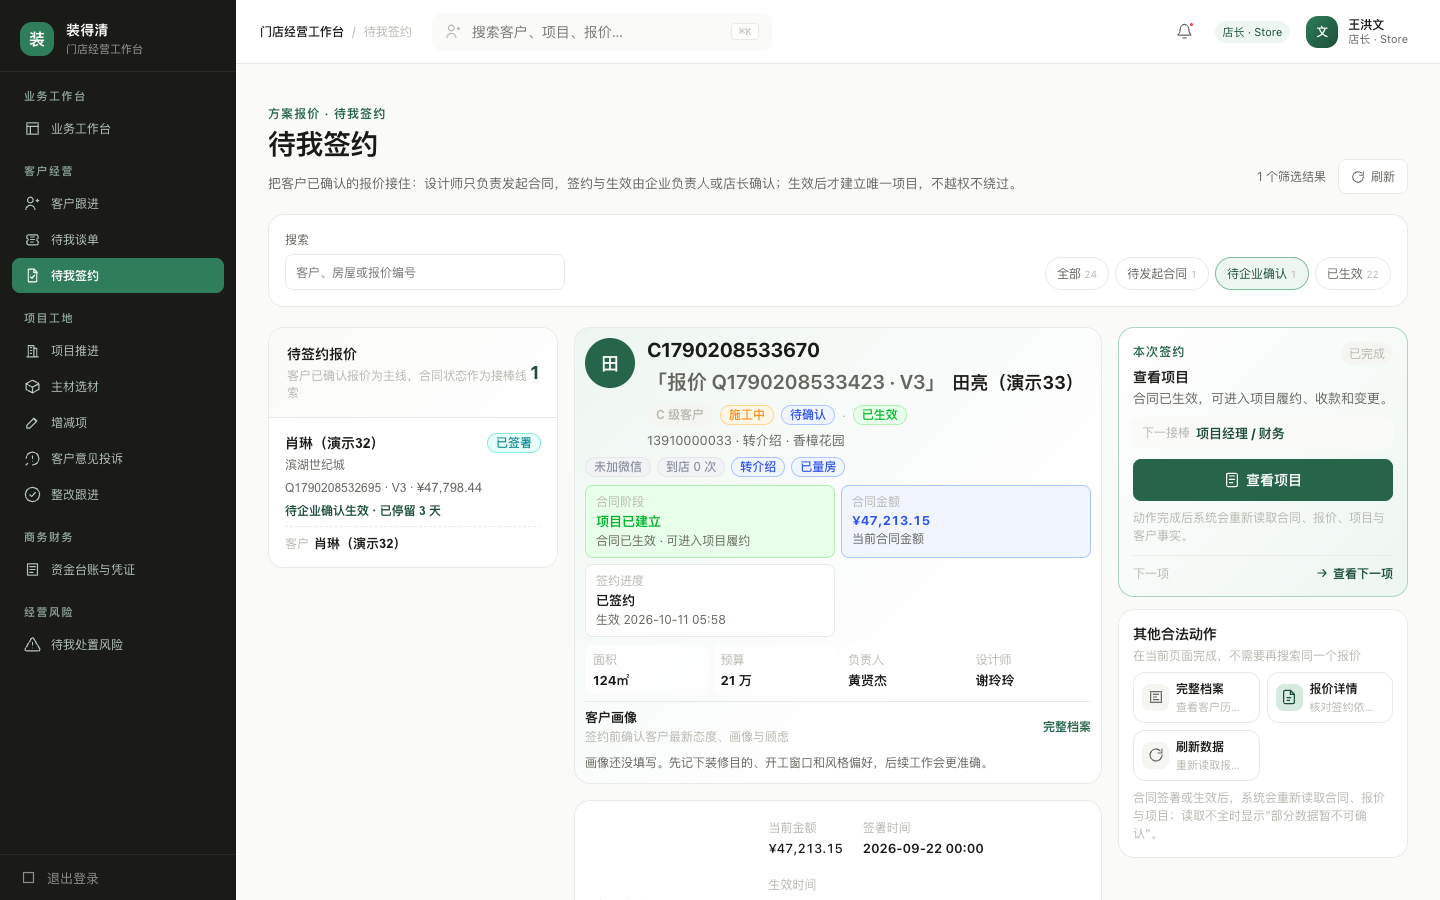 装
装得清
门店经营工作台
业务工作台
业务工作台
客户经营
客户跟进
待我谈单
待我签约
项目工地
项目推进
主材选材
增减项
客户意见投诉
整改跟进
商务财务
资金台账与凭证
经营风险
待我处置风险
退出登录
门店经营工作台 / 待我签约
搜索客户、项目、报价...
⌘K
店长 · Store
文
王洪文
店长 · Store
方案报价 · 待我签约
待我签约
把客户已确认的报价接住：设计师只负责发起合同，签约与生效由企业负责人或店长确认；生效后才建立唯一项目，不越权不绕过。
1 个筛选结果
刷新
搜索
客户、房屋或报价编号
全部 24
待发起合同 1
待企业确认 1
已生效 22
待签约报价
客户已确认报价为主线，合同状态作为接棒线索
1
肖琳（演示32）
已签署
滨湖世纪城
Q1790208532695 · V3 · ¥47,798.44
待企业确认生效 · 已停留 3 天
客户 肖琳（演示32）
田
C1790208533670
「报价 Q1790208533423 · V3」 田亮（演示33）
C 级客户 施工中 待确认 · 已生效
13910000033 · 转介绍 · 香樟花园
未加微信 到店 0 次 转介绍 已量房
合同阶段
项目已建立
合同已生效 · 可进入项目履约
合同金额
¥47,213.15
当前合同金额
签约进度
已签约
生效 2026-10-11 05:58
面积
124㎡
预算
21 万
负责人
黄贤杰
设计师
谢玲玲
客户画像
签约前确认客户最新态度、画像与顾虑
完整档案
画像还没填写。先记下装修目的、开工窗口和风格偏好，后续工作会更准确。
当前金额
¥47,213.15
签署时间
2026-09-22 00:00
生效时间
本次签约
已完成
查看项目
合同已生效，可进入项目履约、收款和变更。
下一接棒 项目经理 / 财务
查看项目
动作完成后系统会重新读取合同、报价、项目与客户事实。
下一项
→ 查看下一项
其他合法动作
在当前页面完成，不需要再搜索同一个报价
完整档案
查看客户历...
报价详情
核对签约依...
刷新数据
重新读取报...
合同签署或生效后，系统会重新读取合同、报价与项目；读取不全时显示"部分数据暂不可确认"。